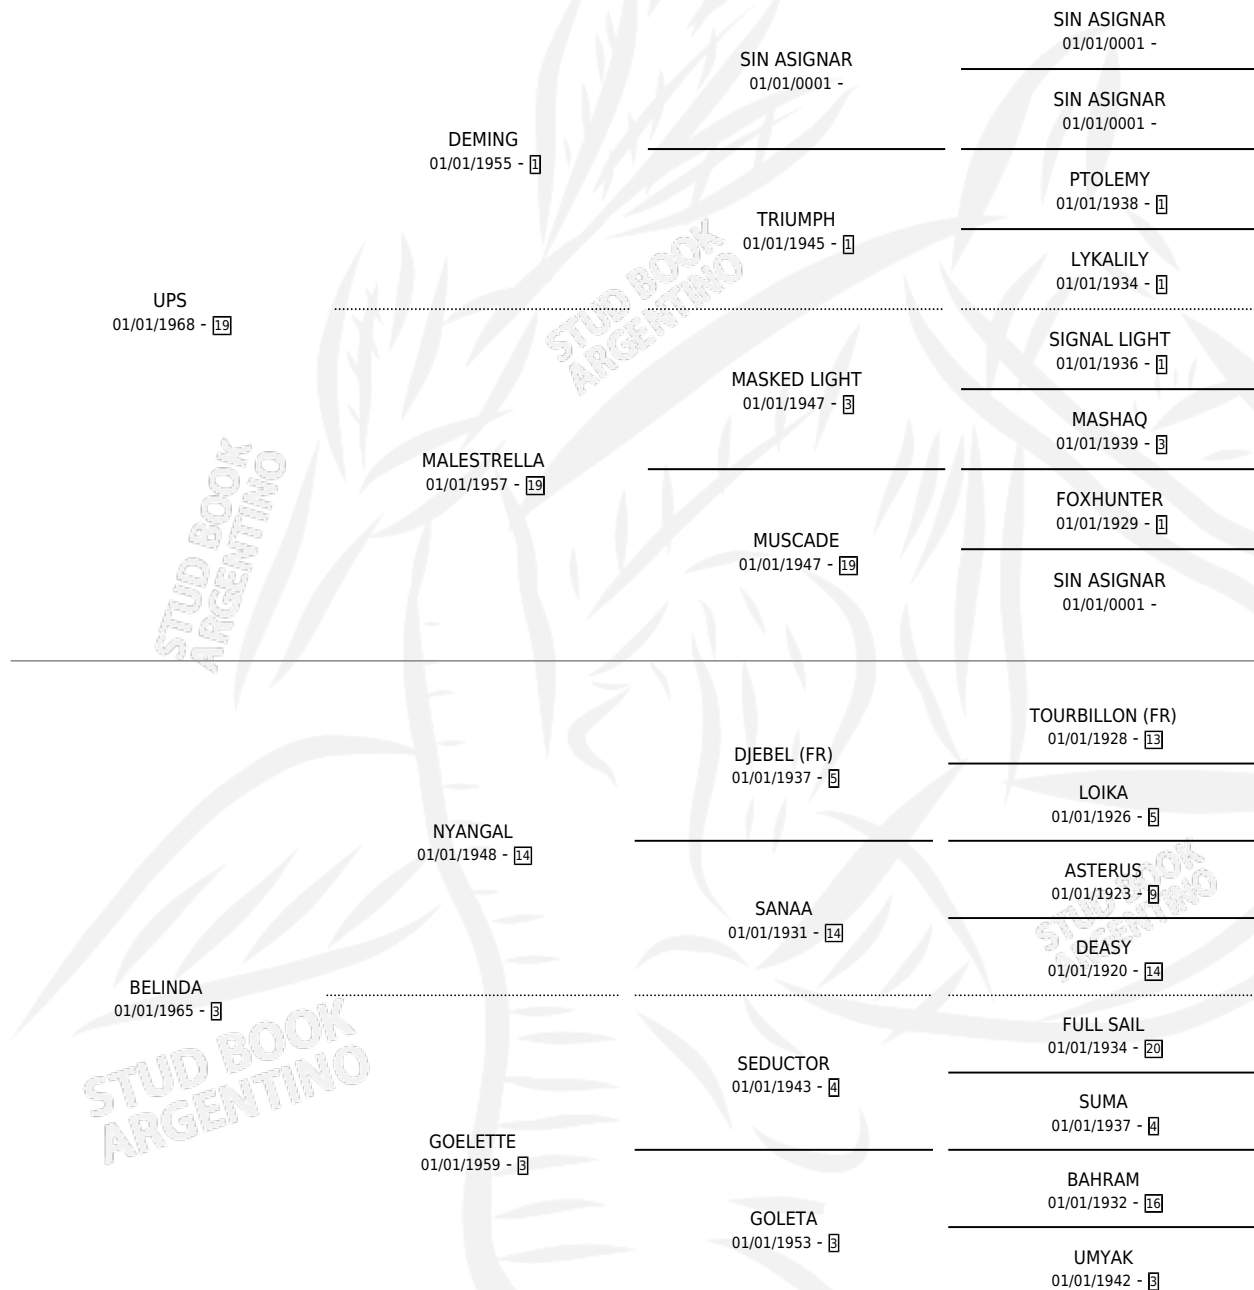 UPS
01/01/1968 - 19
DEMING
01/01/1955 - 1
SIN ASIGNAR
01/01/0001 -
SIN ASIGNAR
01/01/0001 -
SIN ASIGNAR
01/01/0001 -
TRIUMPH
01/01/1945 - 1
PTOLEMY
01/01/1938 - 1
LYKALILY
01/01/1934 - 1
MALESTRELLA
01/01/1957 - 19
MASKED LIGHT
01/01/1947 - 3
SIGNAL LIGHT
01/01/1936 - 1
MASHAQ
01/01/1939 - 3
MUSCADE
01/01/1947 - 19
FOXHUNTER
01/01/1929 - 1
SIN ASIGNAR
01/01/0001 -
BELINDA
01/01/1965 - 3
NYANGAL
01/01/1948 - 14
DJEBEL (FR)
01/01/1937 - 5
TOURBILLON (FR)
01/01/1928 - 13
LOIKA
01/01/1926 - 5
SANAA
01/01/1931 - 14
ASTERUS
01/01/1923 - 9
DEASY
01/01/1920 - 14
GOELETTE
01/01/1959 - 3
SEDUCTOR
01/01/1943 - 4
FULL SAIL
01/01/1934 - 20
SUMA
01/01/1937 - 4
GOLETA
01/01/1953 - 3
BAHRAM
01/01/1932 - 16
UMYAK
01/01/1942 - 3
STUD BOOK
ARGENTINO
STUD BOOK
ARGENTINO
STUD BOOK
ARGENTINO
STUD BOOK
ARGENTINO